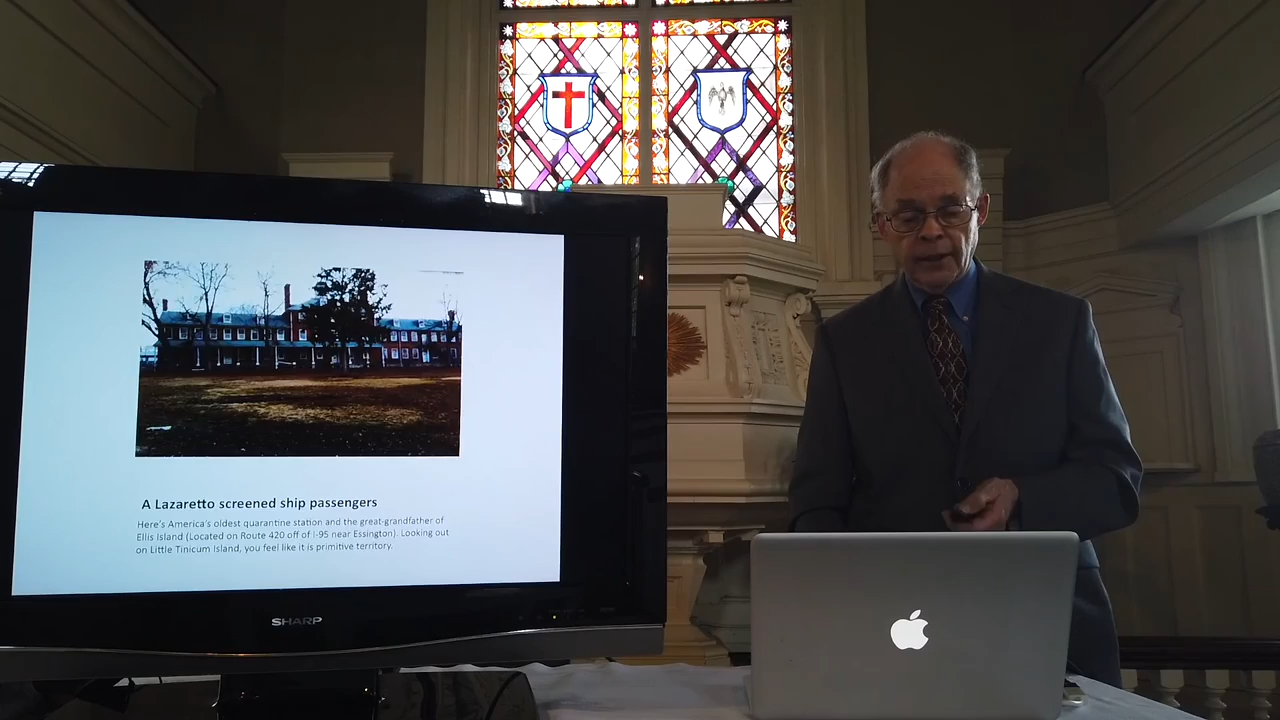 A Lazaretto screened ship passengers
Here's America's oldest quarantine station and the great-grandfather of
Ellis Island (Located on Route 420 off of I-95 near Essington). Looking out
on Little Tinicum Island, you feel like it is primitive territory.
SHARP